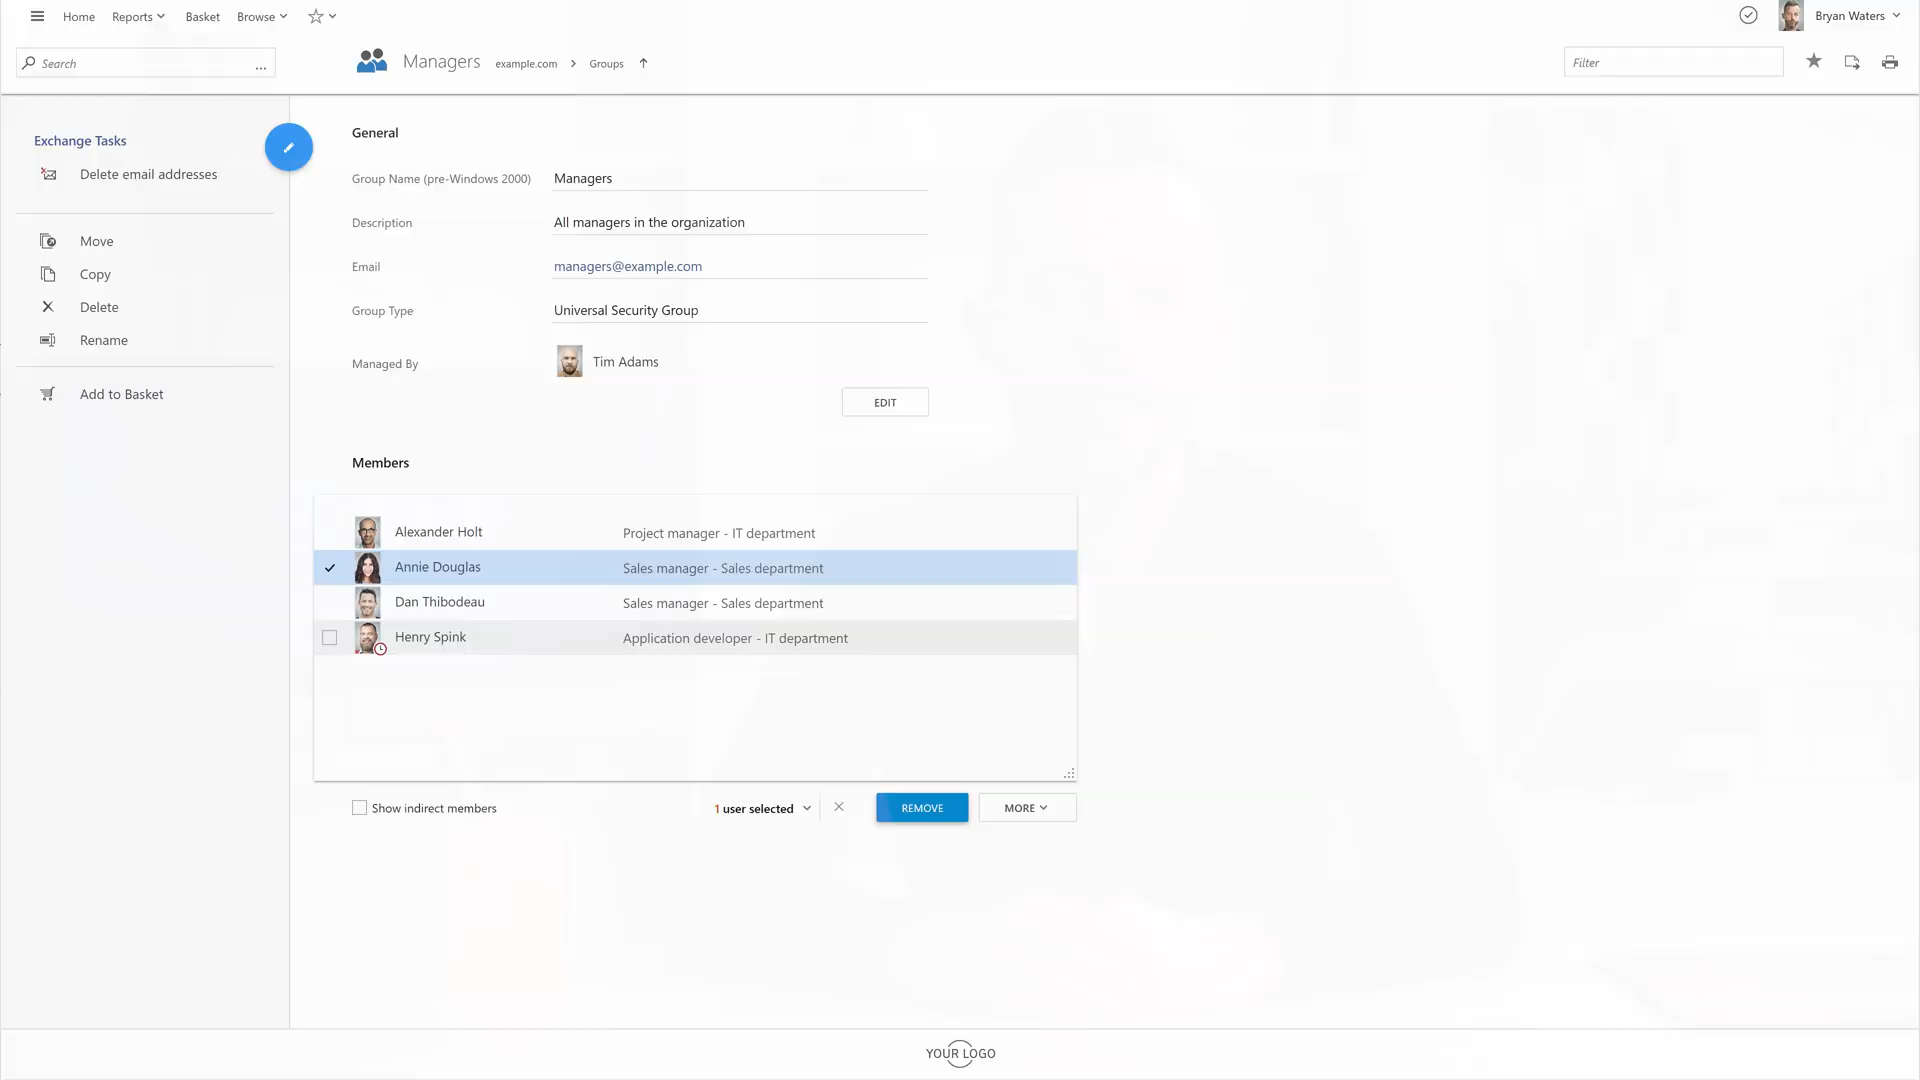 Home Reports Basket Browse Bryan Waters
Search ... Managers example.com Groups Filter
Exchange Tasks
Delete email addresses
Move
Copy
Delete
Rename
Add to Basket
General
Group Name (pre-Windows 2000) Managers
Description All managers in the organization
Email managers@example.com
Group Type Universal Security Group
Managed By Tim Adams
EDIT
Members
Alexander Holt Project manager - IT department
Annie Douglas Sales manager - Sales department
Dan Thibodeau Sales manager - Sales department
Henry Spink Application developer - IT department
Show indirect members 1 user selected REMOVE MORE
YOUR LOGO